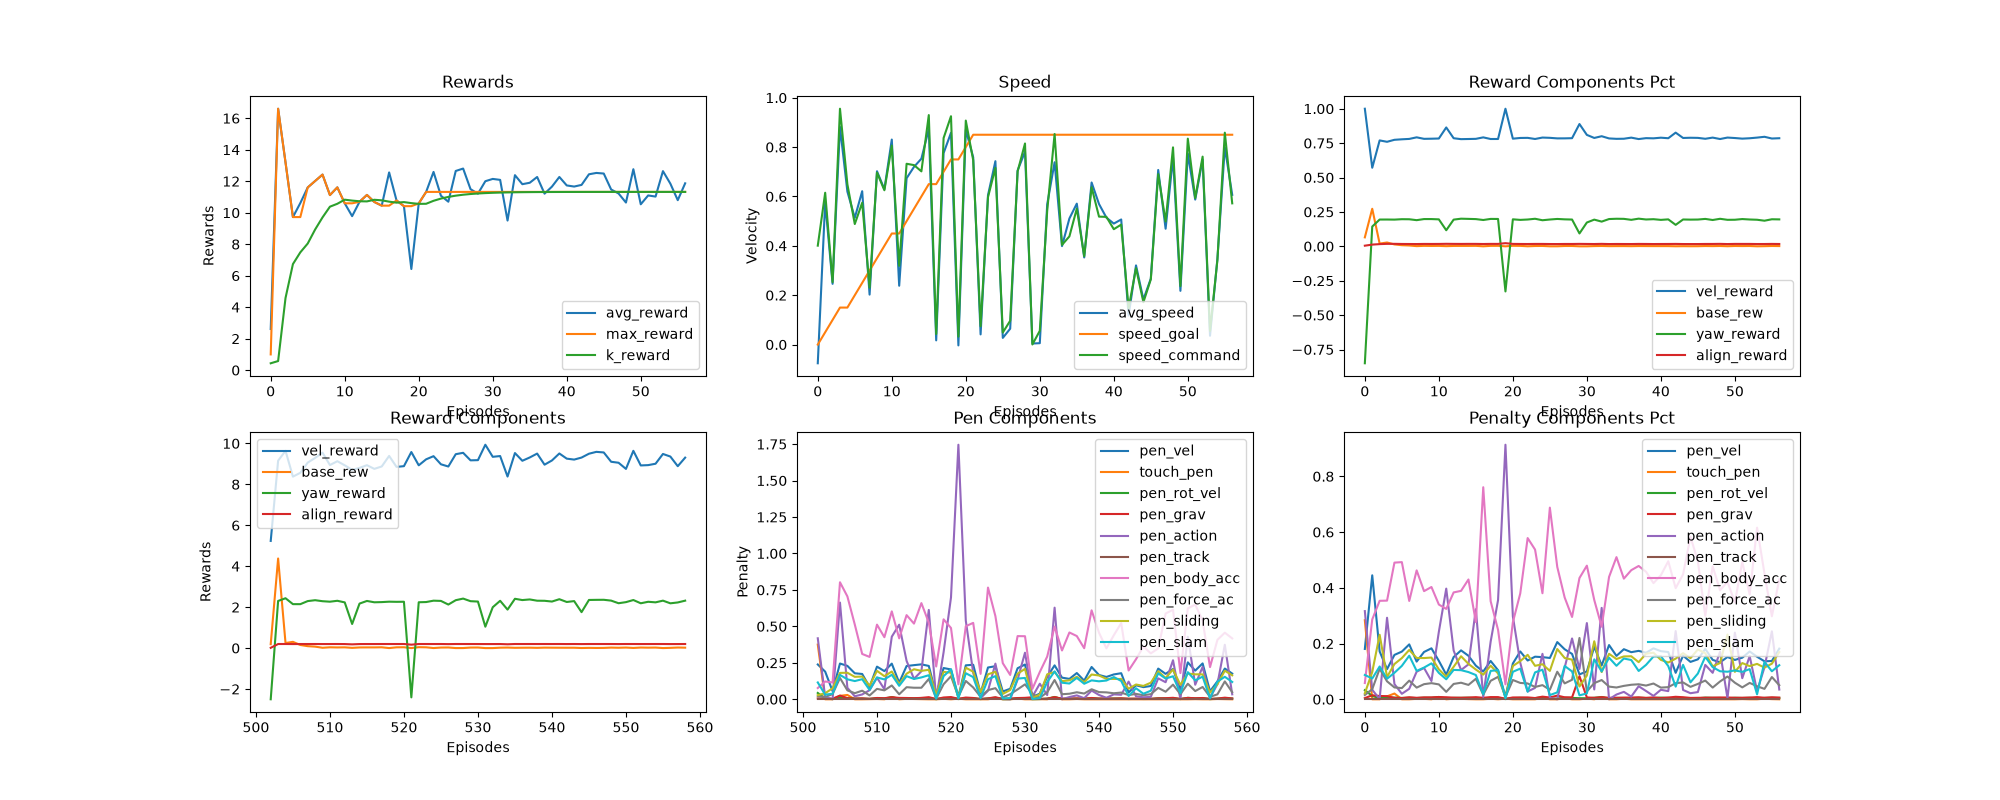 Rewards
Rewards
16
14
12
10
8
6
4
2
0
0
10
20
30
40
50
Episodes
avg_reward
max_reward
k_reward
Speed
Velocity
1.0
0.8
0.6
0.4
0.2
0.0
0
10
20
30
40
50
Episodes
avg_speed
speed_goal
speed_command
Reward Components Pct
1.00
0.75
0.50
0.25
0.00
−0.25
−0.50
−0.75
0
10
20
30
40
50
Episodes
vel_reward
base_rew
yaw_reward
align_reward
Reward Components
Rewards
10
8
6
4
2
0
−2
500
510
520
530
540
550
560
Episodes
vel_reward
base_rew
yaw_reward
align_reward
Pen Components
Penalty
1.75
1.50
1.25
1.00
0.75
0.50
0.25
0.00
500
510
520
530
540
550
560
Episodes
pen_vel
touch_pen
pen_rot_vel
pen_grav
pen_action
pen_track
pen_body_acc
pen_force_ac
pen_sliding
pen_slam
Penalty Components Pct
0.8
0.6
0.4
0.2
0.0
0
10
20
30
40
50
Episodes
pen_vel
touch_pen
pen_rot_vel
pen_grav
pen_action
pen_track
pen_body_acc
pen_force_ac
pen_sliding
pen_slam